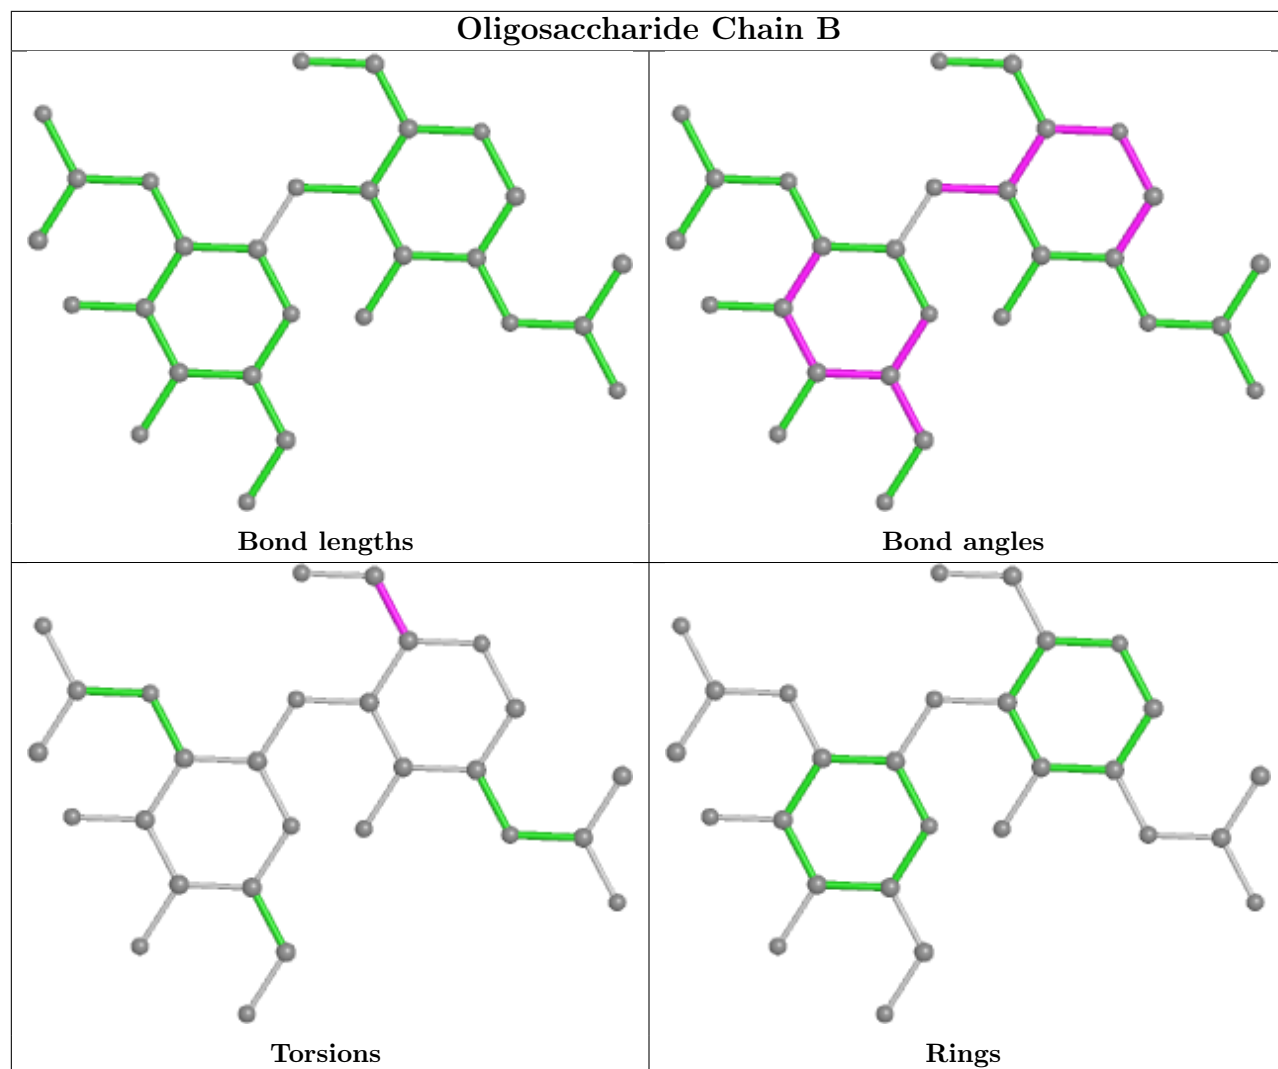 Oligosaccharide Chain B
Bond lengths
Bond angles
Torsions
Rings